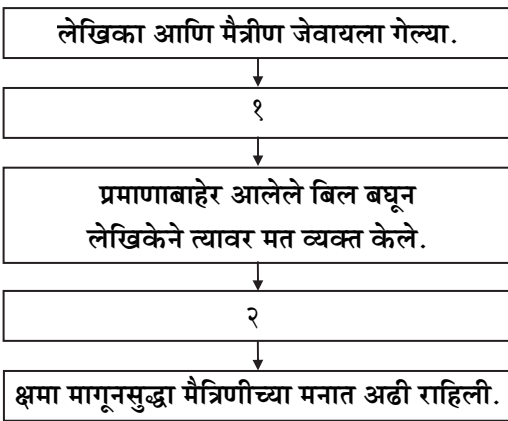 लेखिका आणि मैत्रीण जेवायला गेल्या.
१
प्रमाणाबाहेर आलेले बिल बघून
लेखिकेने त्यावर मत व्यक्त केले.
२
क्षमा मागूनसुद्धा मैत्रिणीच्या मनात अढी राहिली.